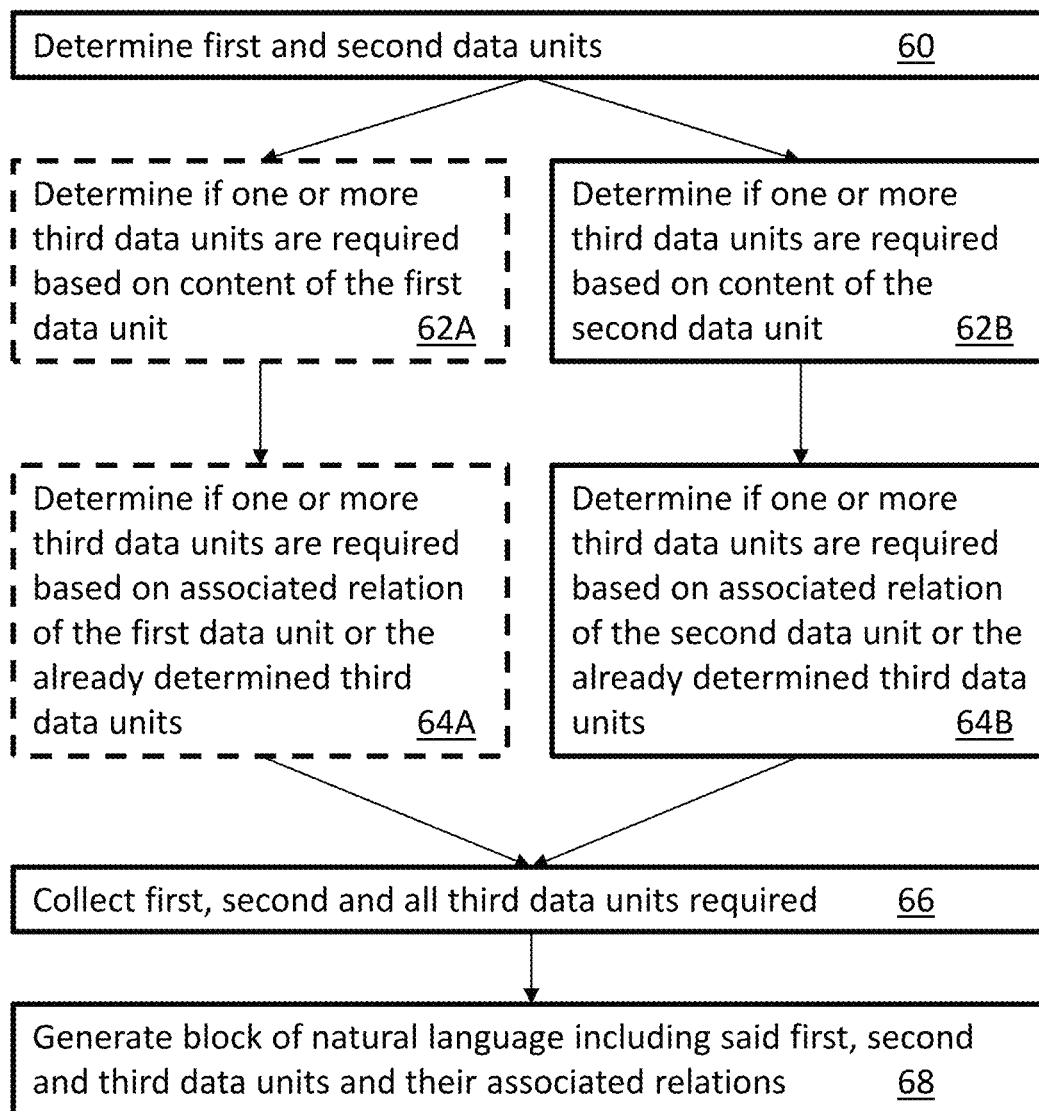 Determine first and second data units 60
Determine if one or more
third data units are required
based on content of the first
data unit 62A
Determine if one or more
third data units are required
based on content of the
second data unit 62B
Determine if one or more
third data units are required
based on associated relation
of the first data unit or the
already determined third
data units 64A
Determine if one or more
third data units are required
based on associated relation
of the second data unit or the
already determined third data
units 64B
Collect first, second and all third data units required 66
Generate block of natural language including said first, second
and third data units and their associated relations 68